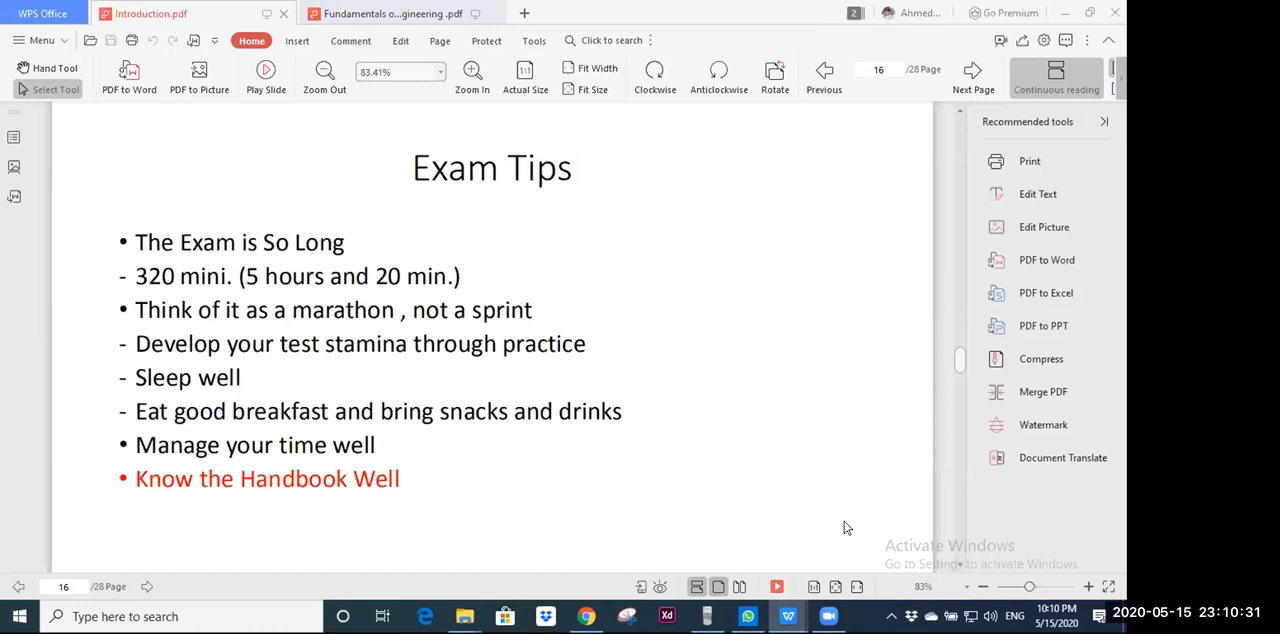 WPS Office
Introduction.pdf
Fundamentals o...gineering .pdf
2
Ahmed...
Go Premium
Menu
Home
Insert
Comment
Edit
Page
Protect
Tools
Click to search
Hand Tool
Select Tool
PDF to Word
PDF to Picture
Play Slide
Zoom Out
83.41%
Zoom In
1:1
Actual Size
Fit Width
Fit Size
Clockwise
Anticlockwise
Rotate
Previous
16
/28 Page
Next Page
Continuous reading
Recommended tools
Print
Edit Text
Edit Picture
PDF to Word
PDF to Excel
PDF to PPT
Compress
Merge PDF
Watermark
Document Translate
Exam Tips
• The Exam is So Long
- 320 mini. (5 hours and 20 min.)
• Think of it as a marathon , not a sprint
- Develop your test stamina through practice
- Sleep well
- Eat good breakfast and bring snacks and drinks
• Manage your time well
• Know the Handbook Well
Activate Windows
Go to Settings to activate Windows.
16
/28 Page
83%
Type here to search
Xd
ENG
10:10 PM
5/15/2020
2020-05-15 23:10:31